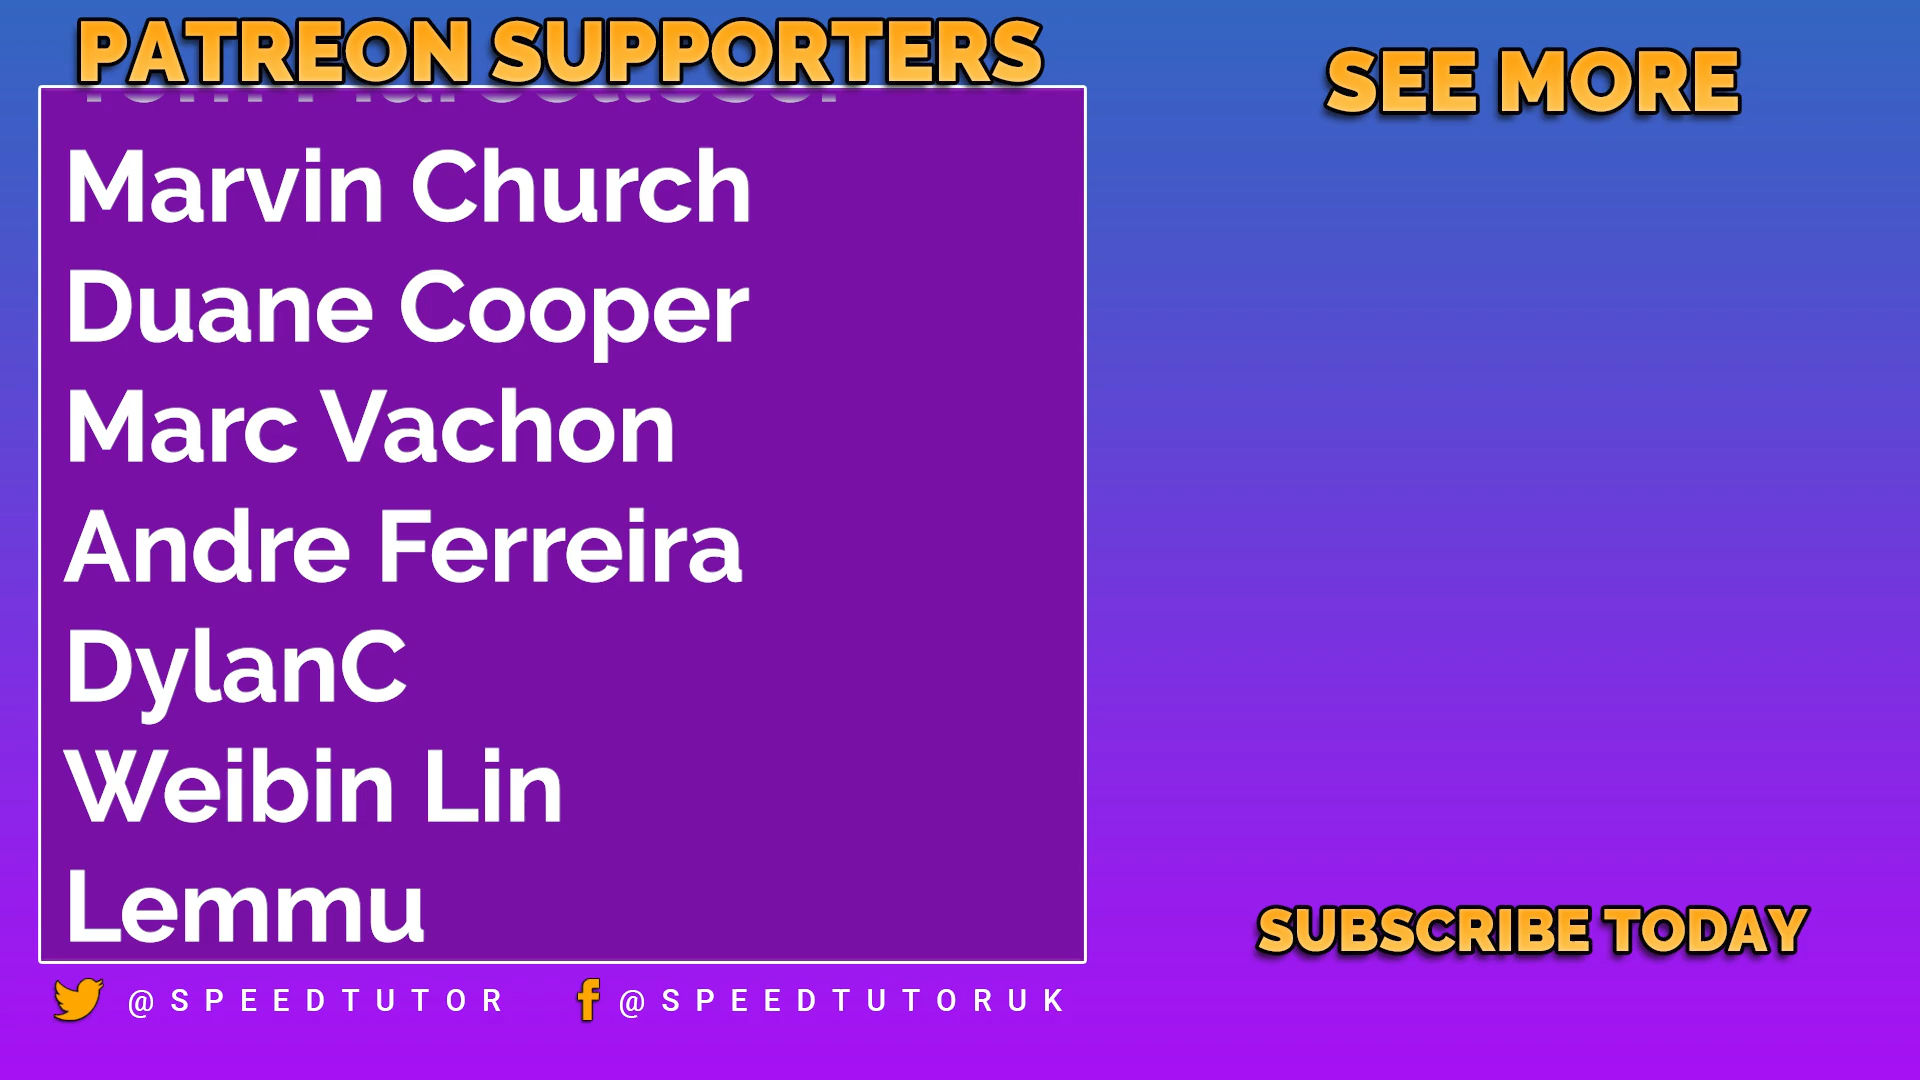 PATREON SUPPORTERS
SEE MORE
Marvin Church
Duane Cooper
Marc Vachon
Andre Ferreira
DylanC
Weibin Lin
Lemmu
SUBSCRIBE TODAY
@SPEEDTUTOR
@SPEEDTUTORUK